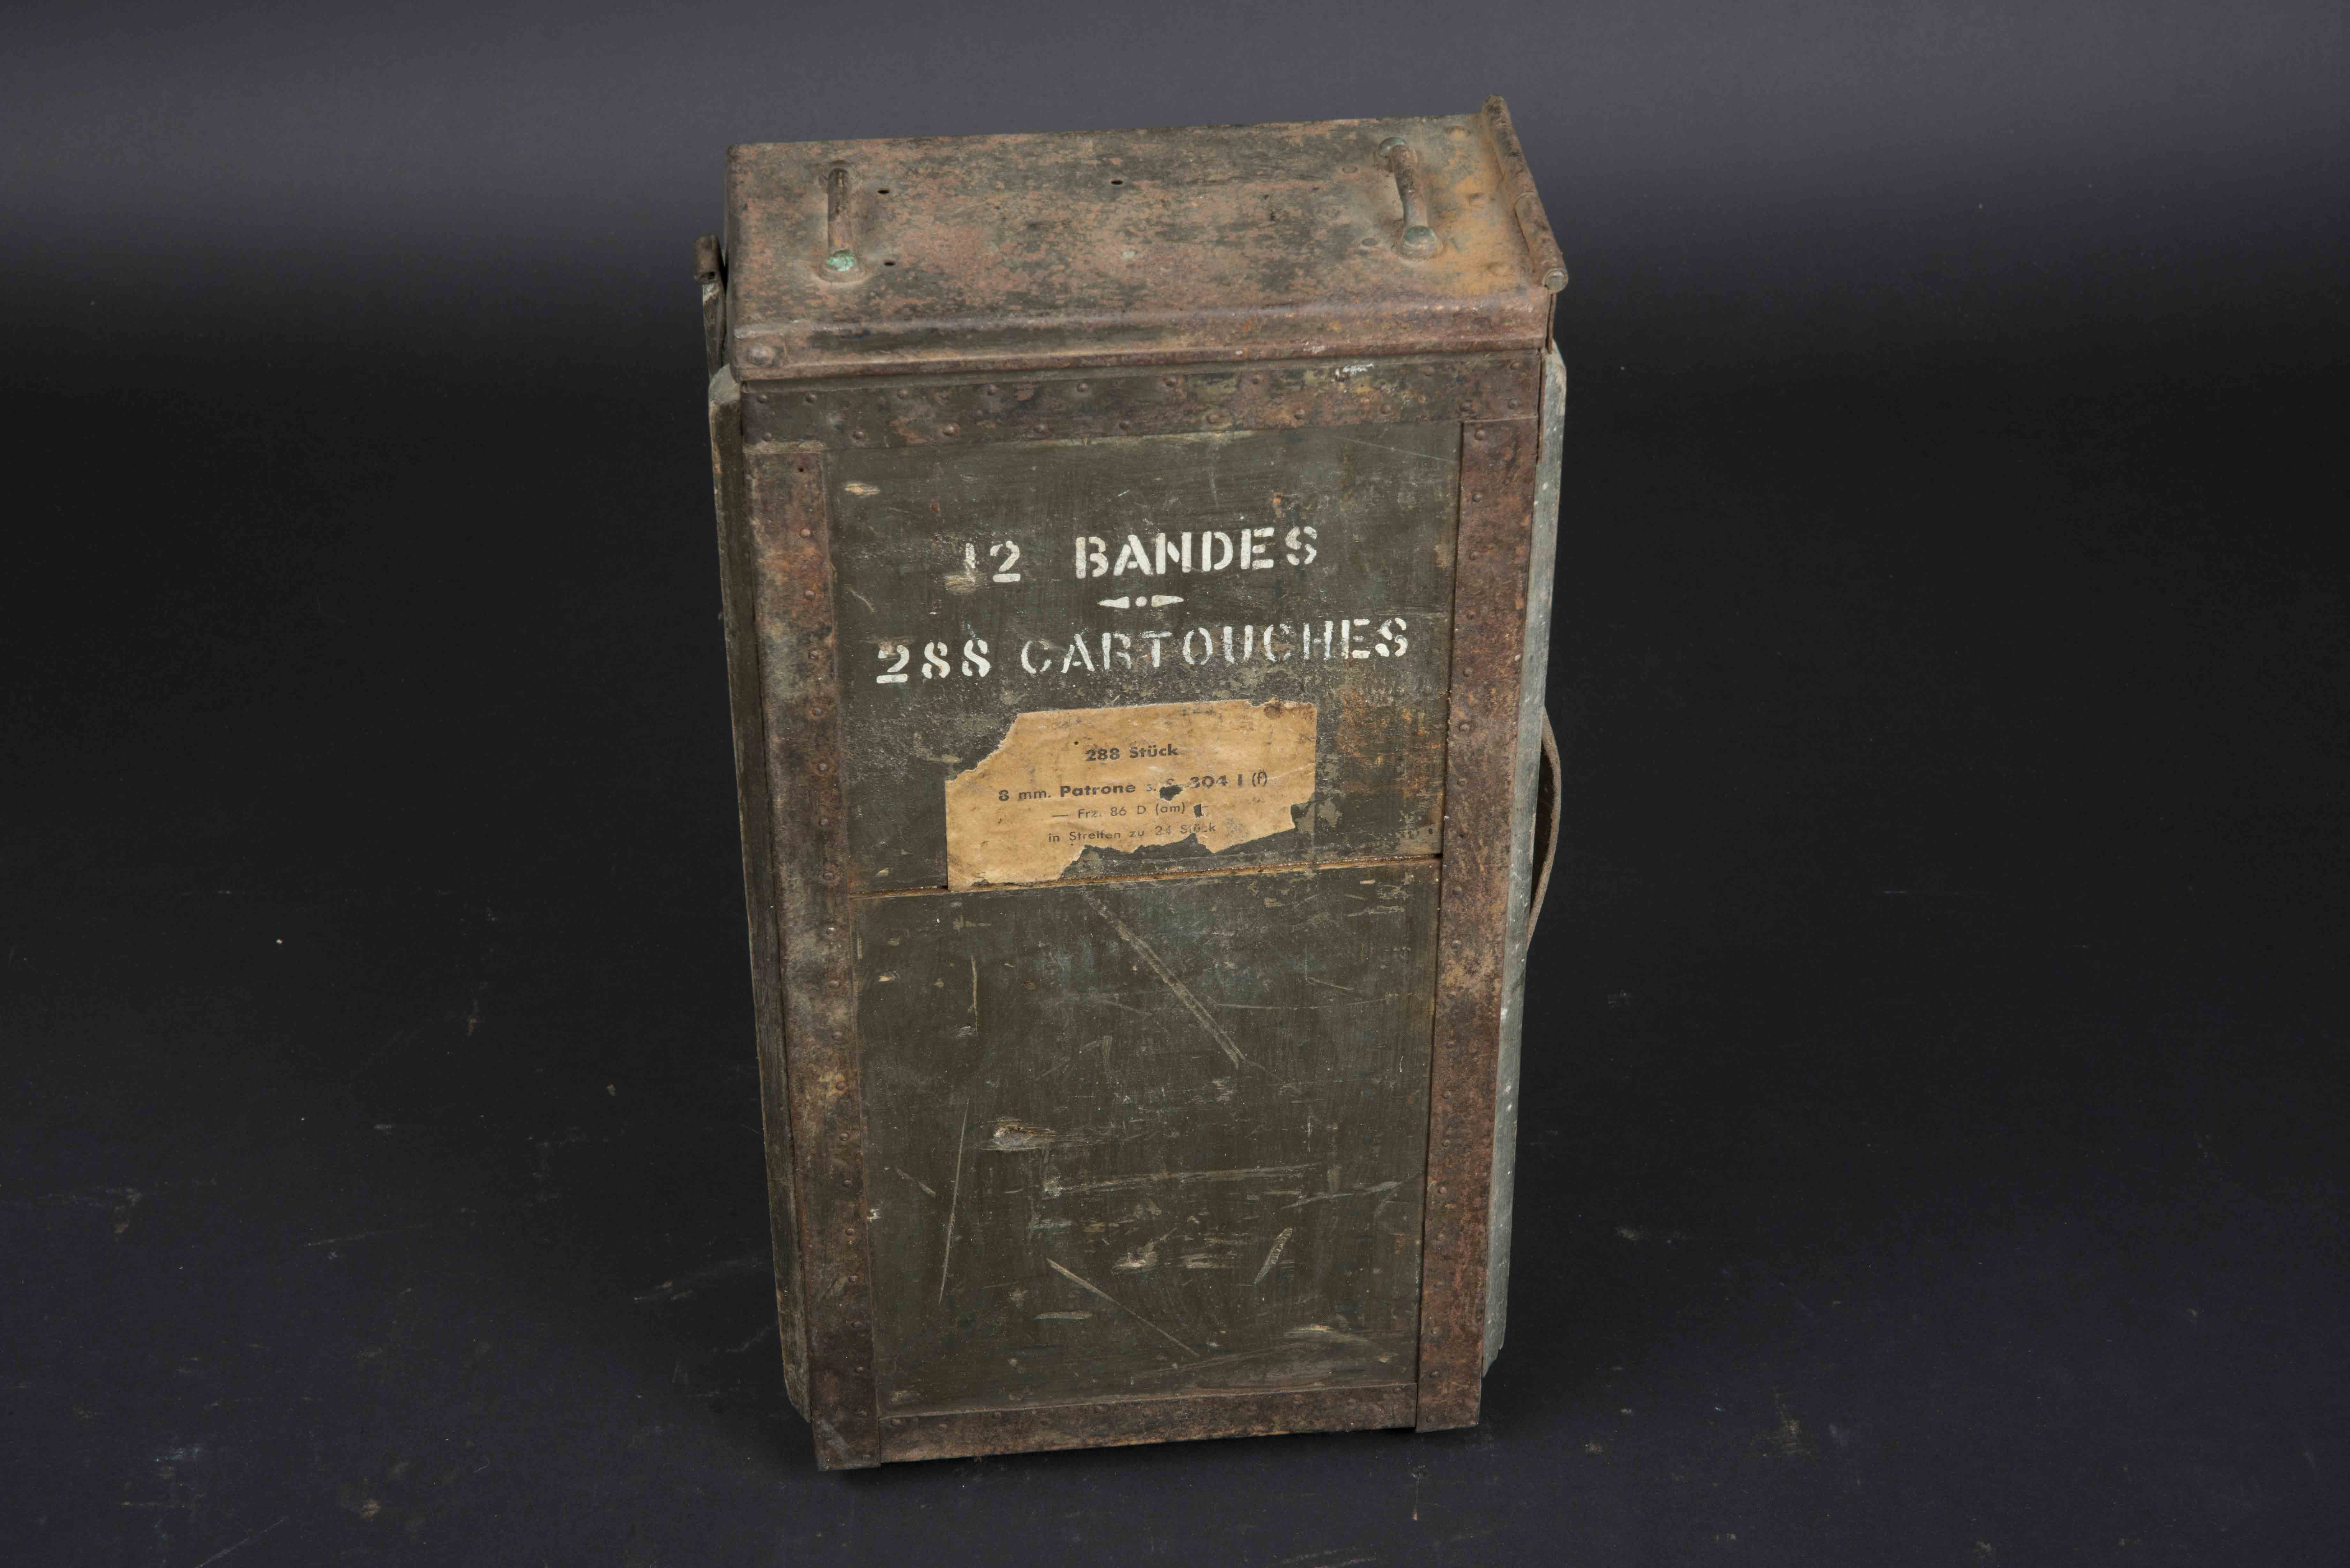 12 BANDES
288 CARTOUCHES
288 Stück
8 mm. Patrone s. S. 304 I (f)
— Frz. 86 D (am) —
in Streifen zu 24 Stück